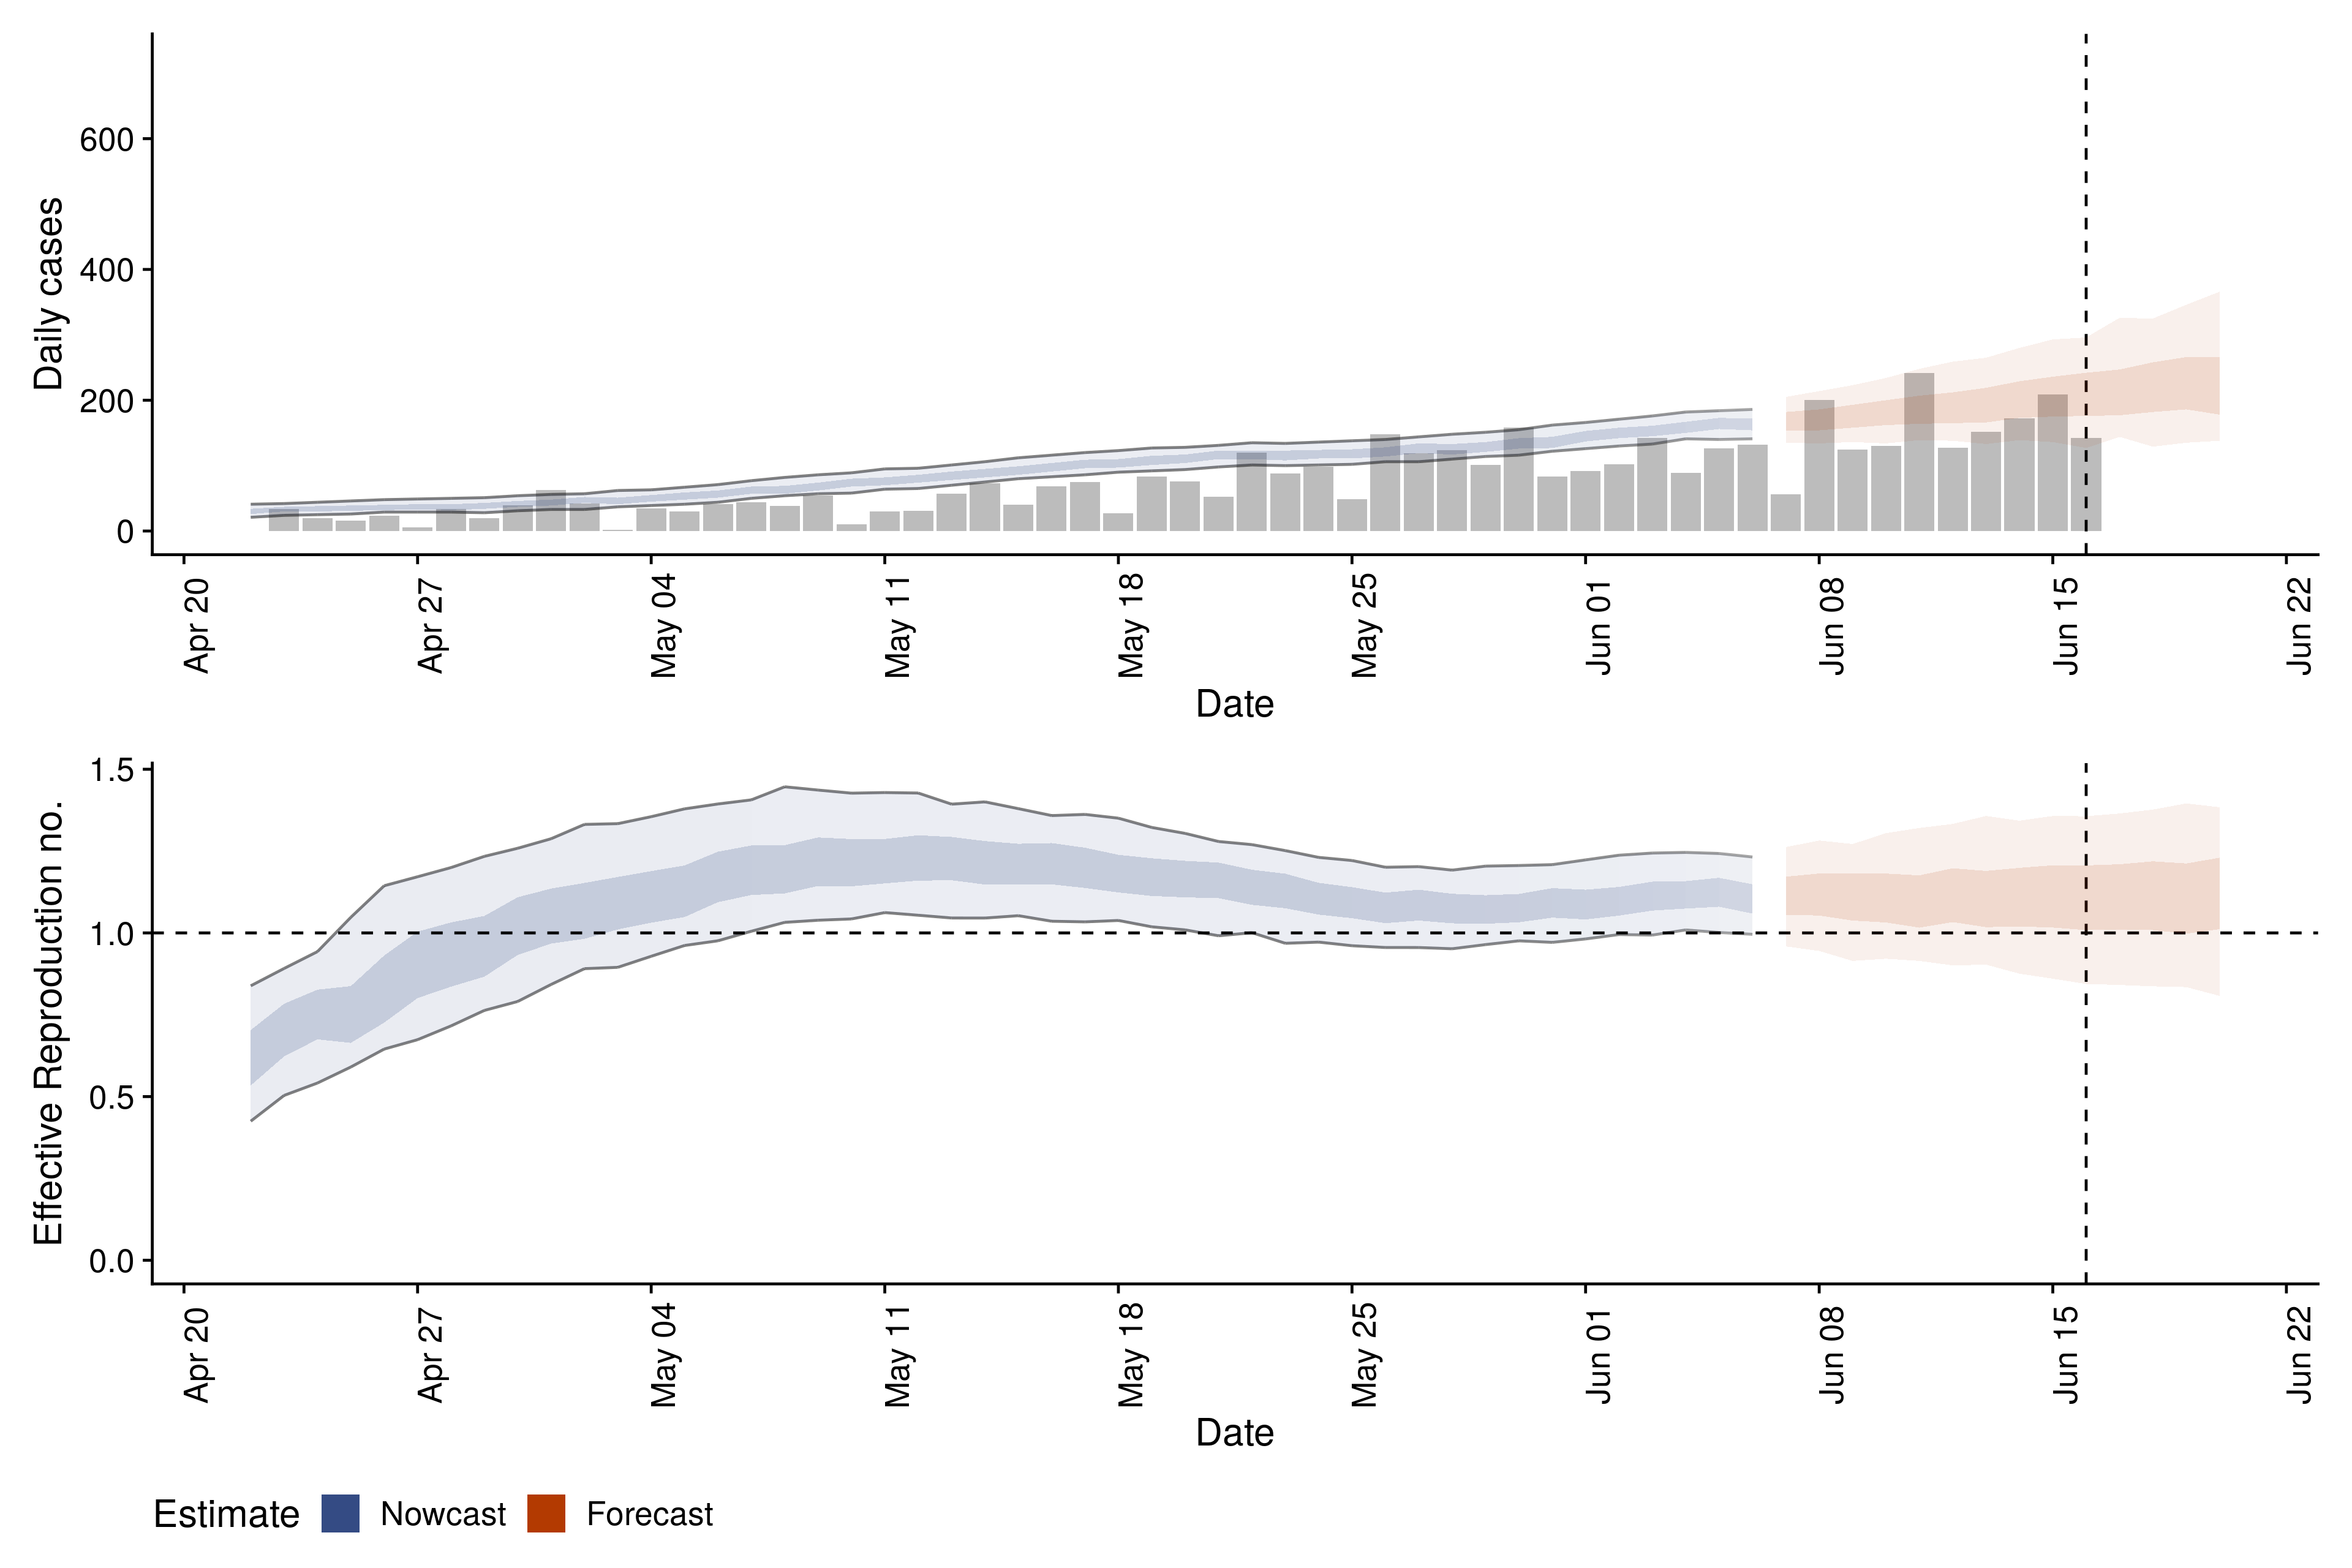 Daily cases
600
400
200
0
Apr 20
Apr 27
May 04
May 11
May 18
May 25
Jun 01
Jun 08
Jun 15
Jun 22
Date
Effective Reproduction no.
1.5
1.0
0.5
0.0
Apr 20
Apr 27
May 04
May 11
May 18
May 25
Jun 01
Jun 08
Jun 15
Jun 22
Date
Estimate Nowcast Forecast